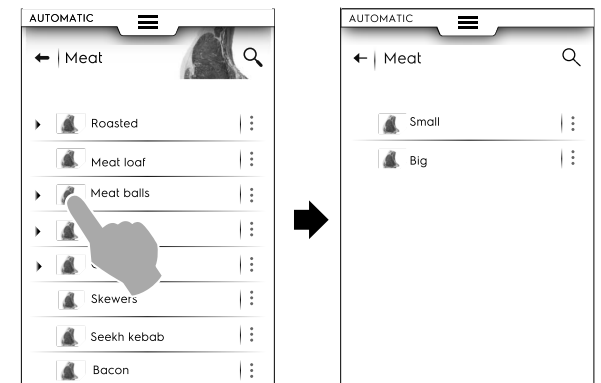 AUTOMATIC
Meat
Roasted
Meat loaf
Meat balls
Skewers
Seekh kebab
Bacon
AUTOMATIC
Meat
Small
Big